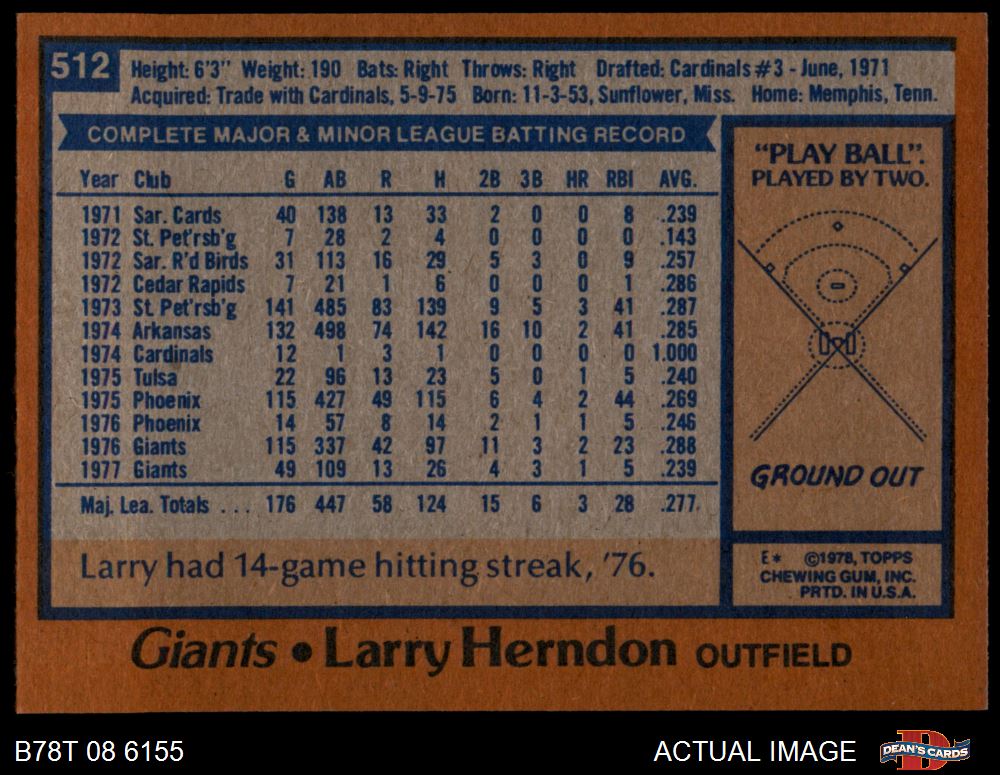 512
Height: 6'3" Weight: 190 Bats: Right Throws: Right Drafted: Cardinals #3 - June, 1971
Acquired: Trade with Cardinals, 5-9-75 Born: 11-3-53, Sunflower, Miss. Home: Memphis, Tenn.
COMPLETE MAJOR & MINOR LEAGUE BATTING RECORD
Year Club G AB R H 2B 3B HR RBI AVG.
1971 Sar. Cards 40 138 13 33 2 0 0 8 .239
1972 St. Pet'rsb'g 7 28 2 4 0 0 0 0 .143
1972 Sar. R'd Birds 31 113 16 29 5 3 0 9 .257
1972 Cedar Rapids 7 21 1 6 0 0 0 1 .286
1973 St. Pet'rsb'g 141 485 83 139 9 5 3 41 .287
1974 Arkansas 132 498 74 142 16 10 2 41 .285
1974 Cardinals 12 1 3 1 0 0 0 0 1.000
1975 Tulsa 22 96 13 23 5 0 1 5 .240
1975 Phoenix 115 427 49 115 6 4 2 44 .269
1976 Phoenix 14 57 8 14 2 1 1 5 .246
1976 Giants 115 337 42 97 11 3 2 23 .288
1977 Giants 49 109 13 26 4 3 1 5 .239
Maj. Lea. Totals ... 176 447 58 124 15 6 3 28 .277.
Larry had 14-game hitting streak, '76.
"PLAY BALL".
PLAYED BY TWO.
GROUND OUT
E* ©1978, TOPPS
CHEWING GUM, INC.
PRTD. IN U.S.A.
Giants • Larry Herndon OUTFIELD
B78T 08 6155
ACTUAL IMAGE
D
DEAN'S CARDS